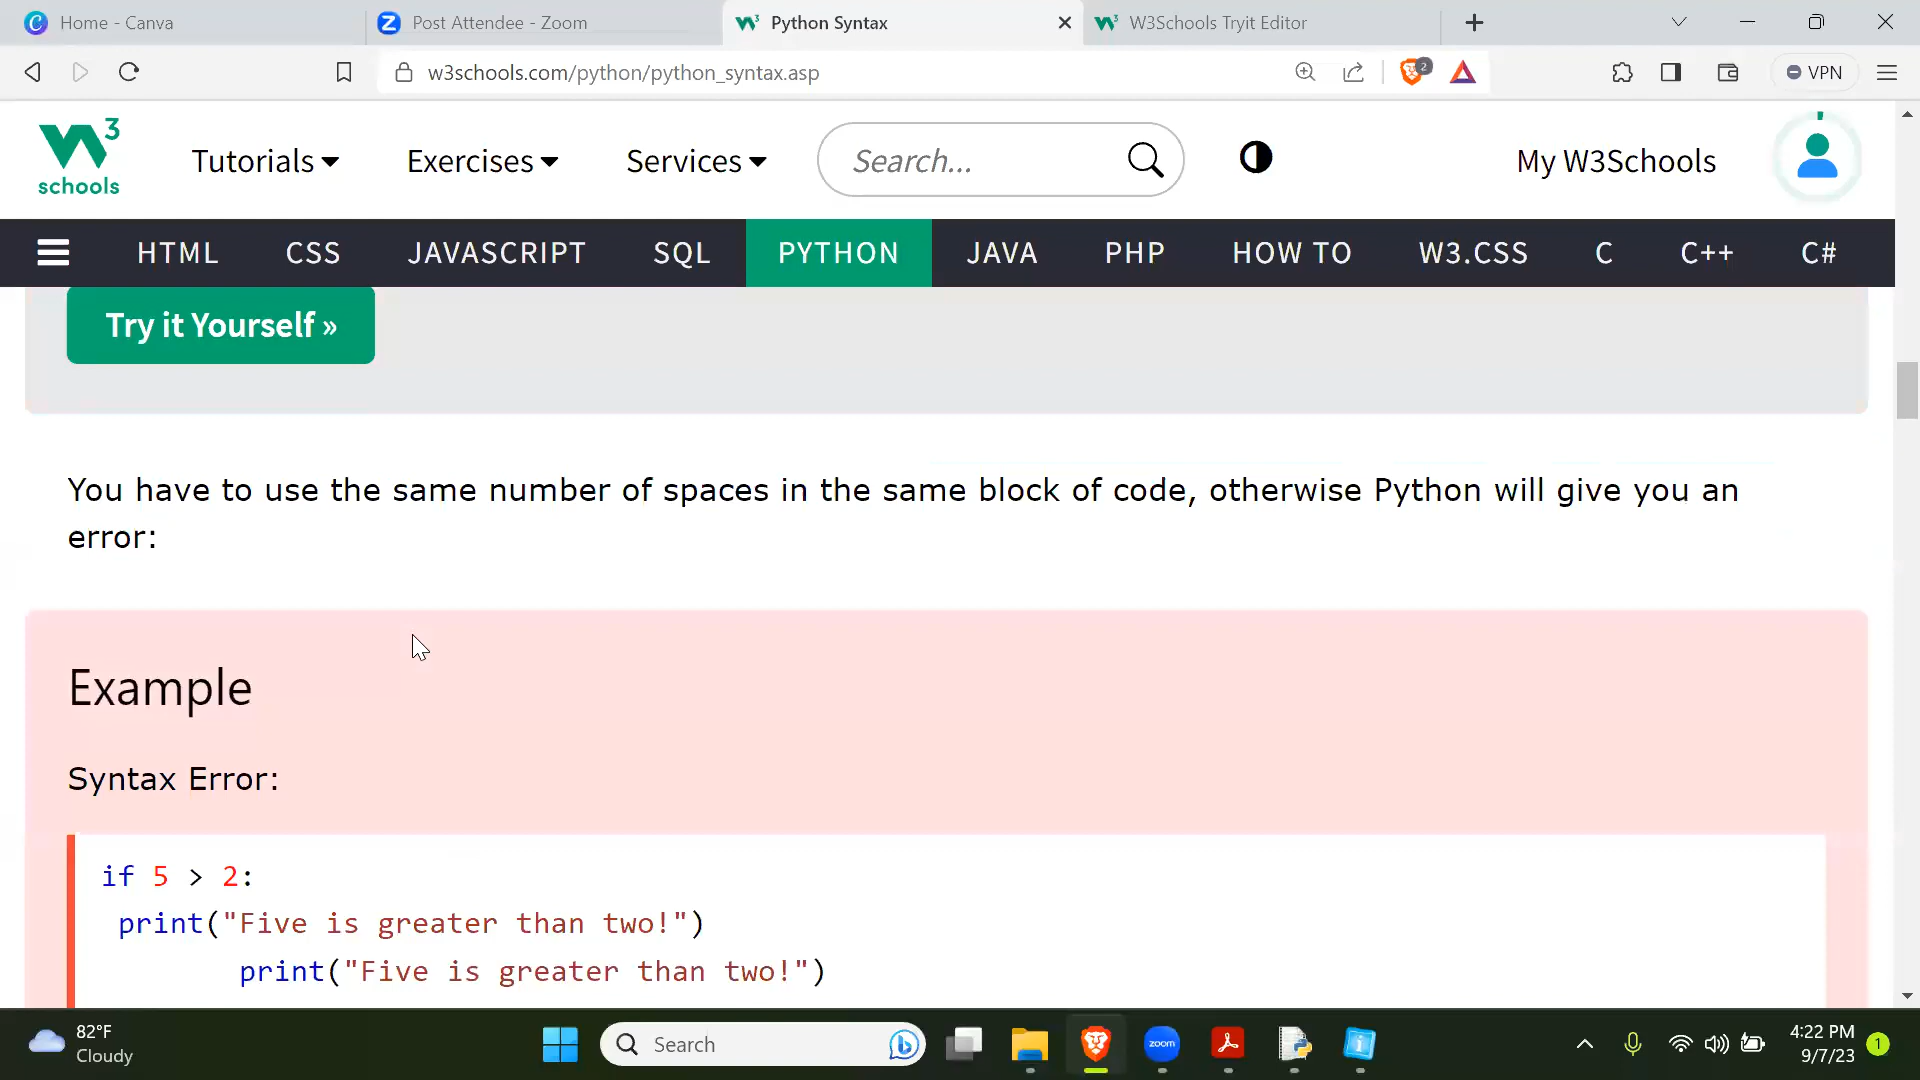 Home - Canva
Post Attendee - Zoom
Python Syntax
W3Schools Tryit Editor
w3schools.com/python/python_syntax.asp
2
VPN
W3 schools
Tutorials
Exercises
Services
Search...
My W3Schools
HTML CSS JAVASCRIPT SQL PYTHON JAVA PHP HOW TO W3.CSS C C++ C#
Try it Yourself »
You have to use the same number of spaces in the same block of code, otherwise Python will give you an
error:
Example
Syntax Error:
if 5 > 2:
 print("Five is greater than two!")
        print("Five is greater than two!")
82°F
Cloudy
Search
zoom
4:22 PM
9/7/23
1